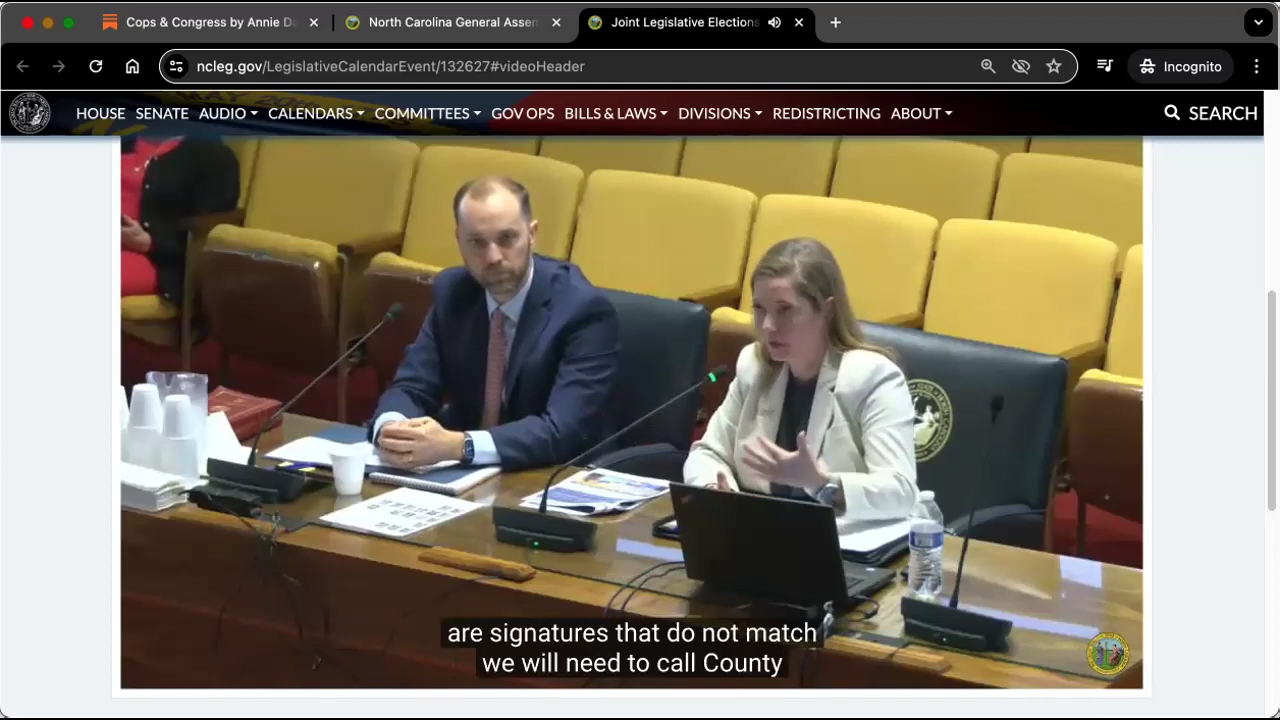 Cops & Congress by Annie D
North Carolina General Assem
Joint Legislative Elections
ncleg.gov/LegislativeCalendarEvent/132627#videoHeader
Incognito
HOUSE SENATE AUDIO CALENDARS COMMITTEES GOV OPS BILLS & LAWS DIVISIONS REDISTRICTING ABOUT SEARCH
are signatures that do not match
we will need to call County